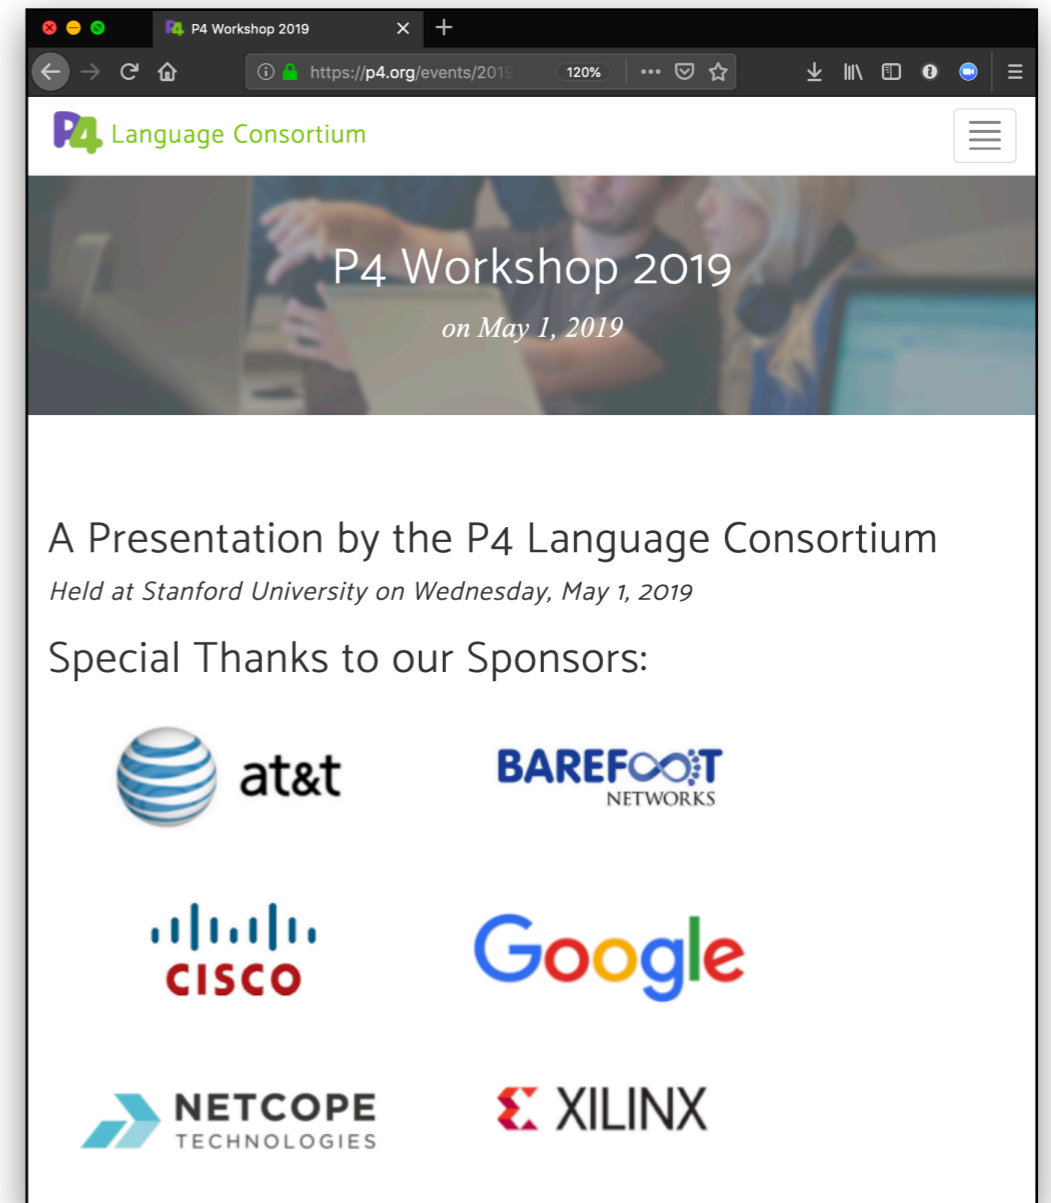 P4 Workshop 2019
https://p4.org/events/2019
120%
P4 Language Consortium
P4 Workshop 2019
on May 1, 2019
A Presentation by the P4 Language Consortium
Held at Stanford University on Wednesday, May 1, 2019
Special Thanks to our Sponsors:
at&t
BAREFOOT
NETWORKS
CISCO
Google
NETCOPE
TECHNOLOGIES
XILINX